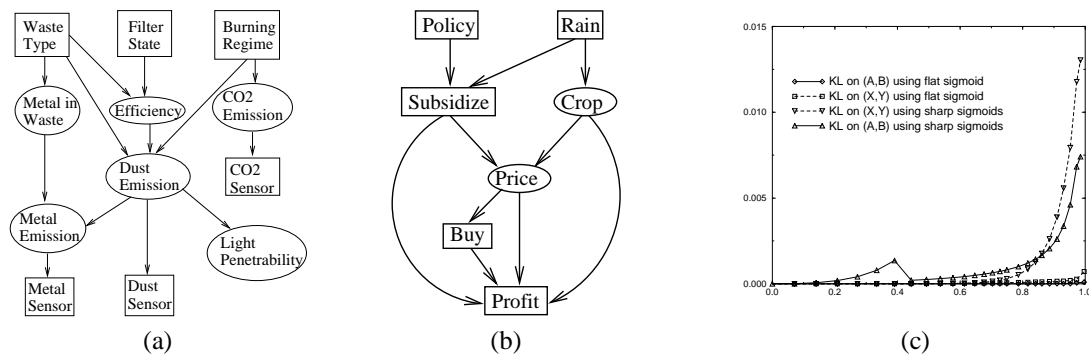 Waste
Type
Filter
State
Burning
Regime
Metal in
Waste
Efficiency
CO2
Emission
Dust
Emission
CO2
Sensor
Metal
Emission
Light
Penetrability
Metal
Sensor
Dust
Sensor
(a)
Policy
Rain
Subsidize
Crop
Price
Buy
Profit
(b)
0.015
0.010
0.005
0.000
KL on (A,B) using flat sigmoid
KL on (X,Y) using flat sigmoid
KL on (X,Y) using sharp sigmoids
KL on (A,B) using sharp sigmoids
0.0 0.2 0.4 0.6 0.8 1.0
(c)